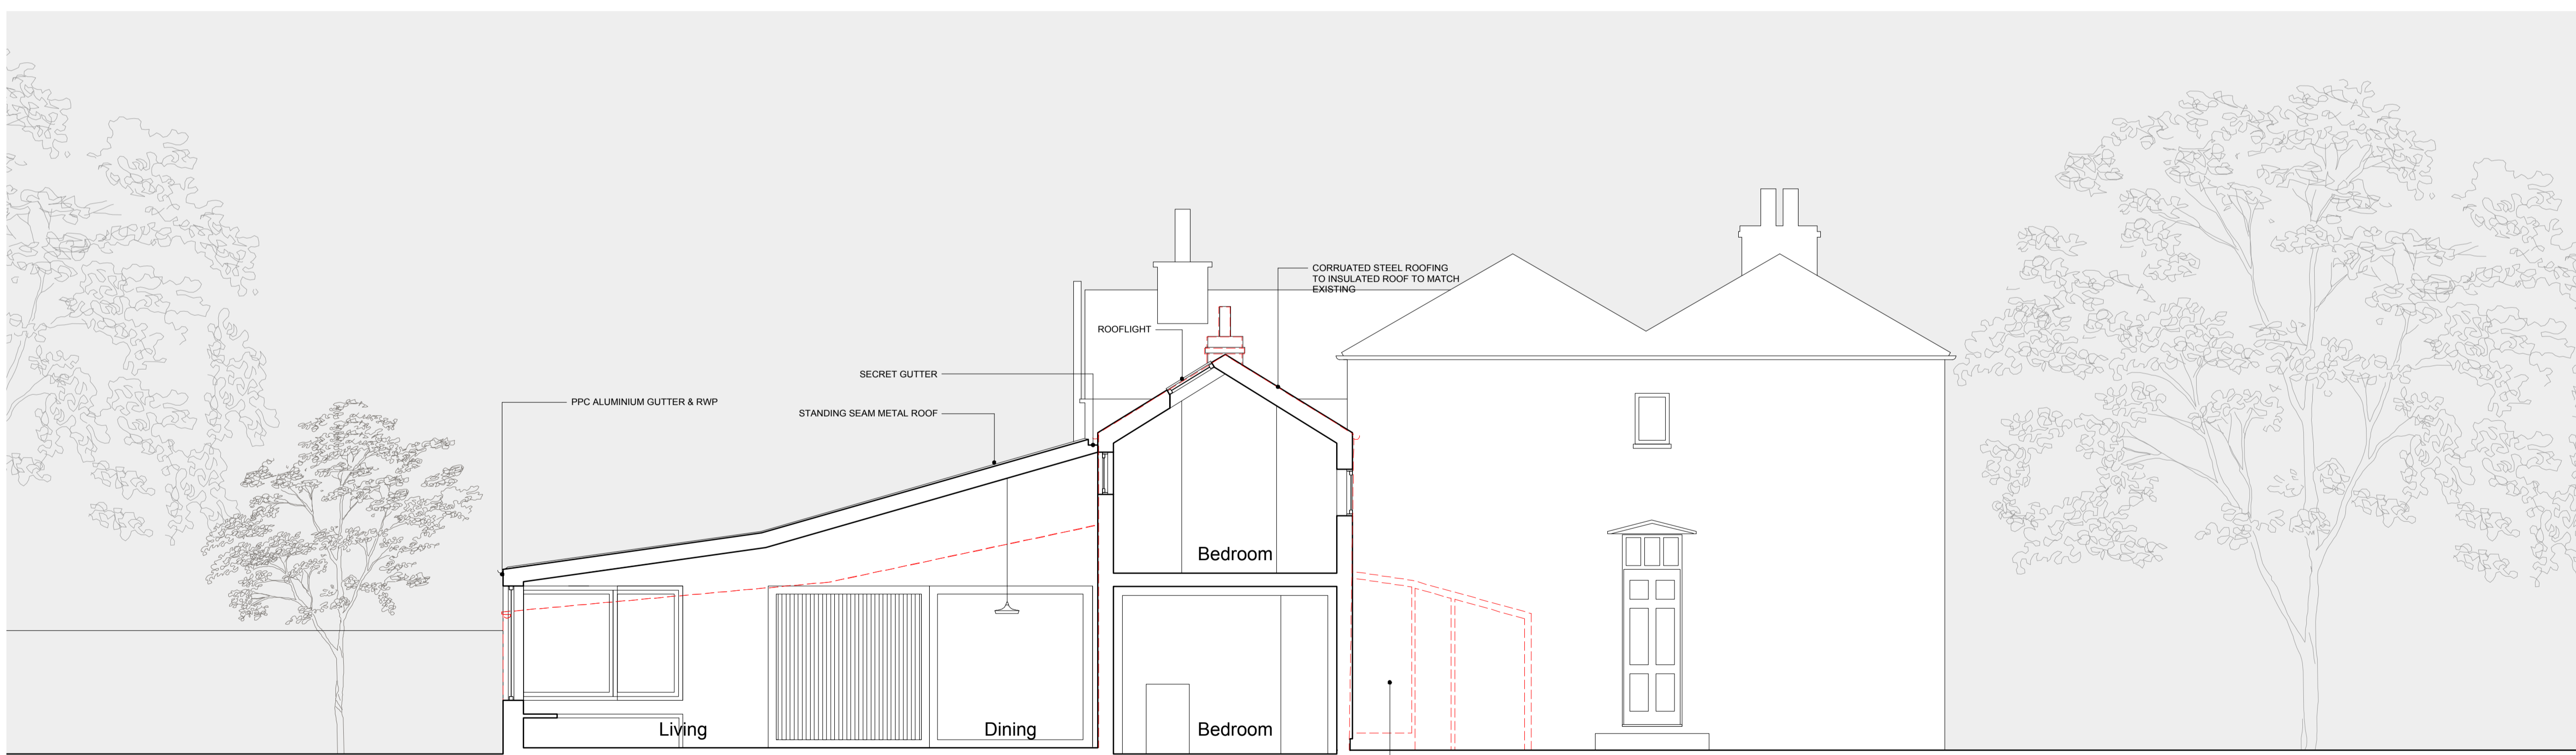 CORRUATED STEEL ROOFING
TO INSULATED ROOF TO MATCH
EXISTING
ROOFLIGHT
SECRET GUTTER
PPC ALUMINIUM GUTTER & RWP
STANDING SEAM METAL ROOF
Bedroom
Living
Dining
Bedroom